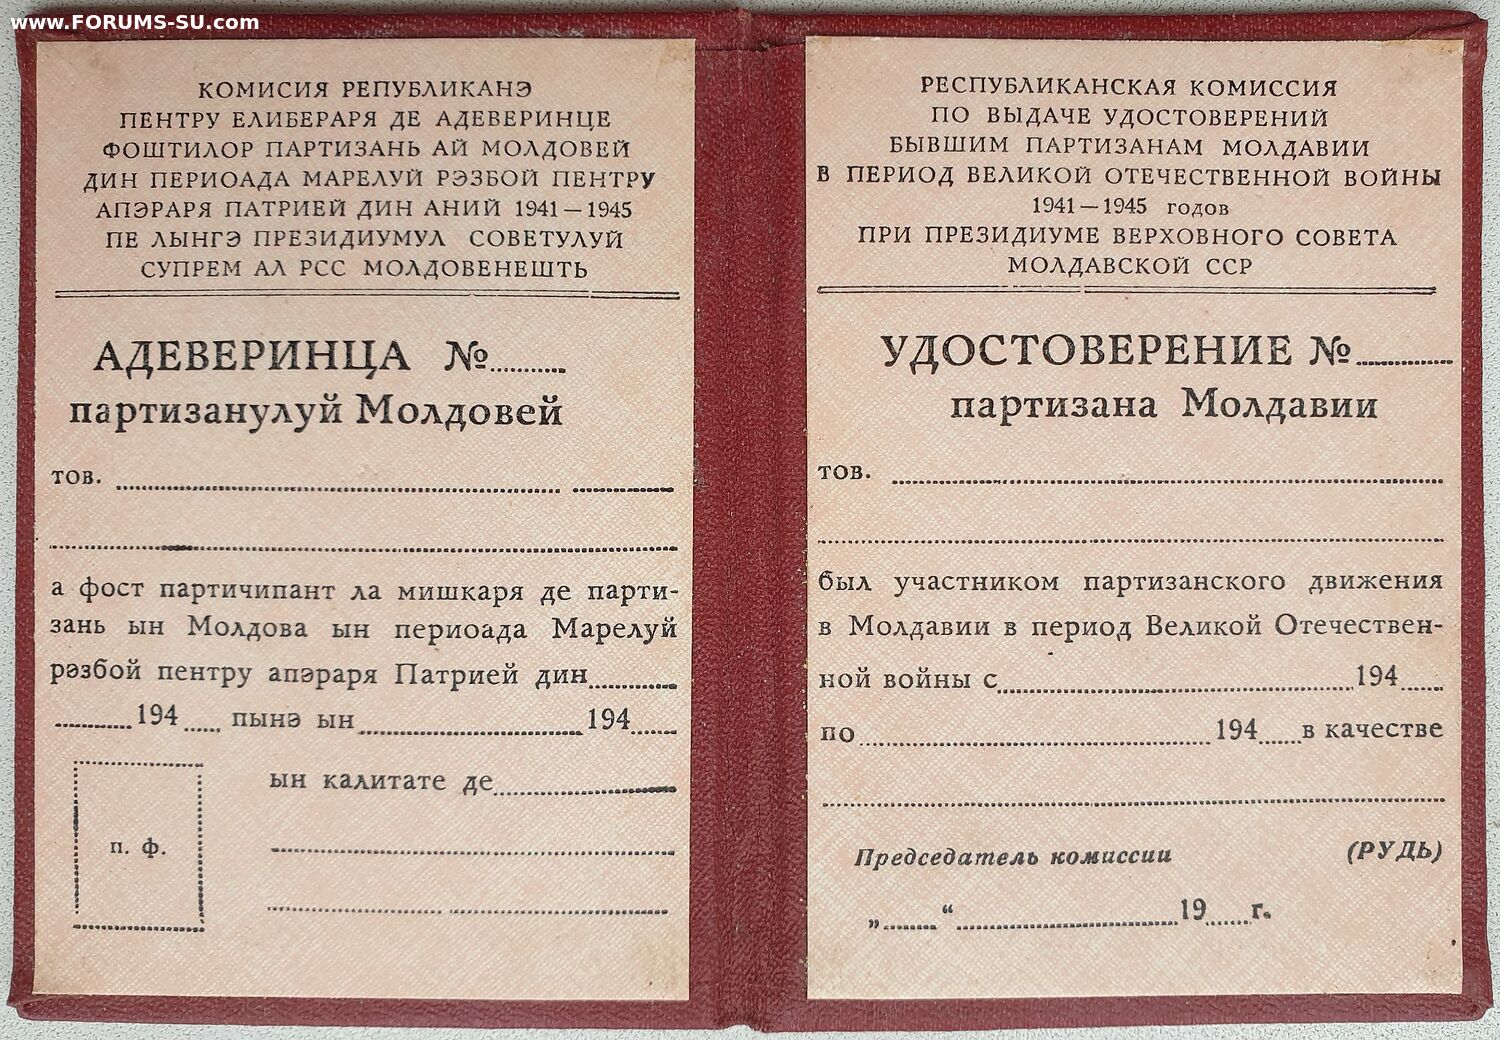 www.FORUMS-SU.com
КОМИСИЯ РЕПУБЛИКАНЭ
ПЕНТРУ ЕЛИБЕРАРЯ ДЕ АДЕВЕРИНЦЕ
ФОШТИЛОР ПАРТИЗАНЬ АЙ МОЛДОВЕЙ
ДИН ПЕРИОАДА МАРЕЛУЙ РЭЗБОЙ ПЕНТРУ
АПЭРАРЯ ПАТРИЕЙ ДИН АНИЙ 1941—1945
ПЕ ЛЫНГЭ ПРЕЗИДИУМУЛ СОВЕТУЛУЙ
СУПРЕМ АЛ РСС МОЛДОВЕНЕШТЬ
АДЕВЕРИНЦА №
партизанулуй Молдовей
тов.
а фост партичипант ла мишкаря де парти-
зань ын Молдова ын периоада Марелуй
рэзбой пентру апэраря Патрией дин
194 пынэ ын 194
ын калитате де
п. ф.
РЕСПУБЛИКАНСКАЯ КОМИССИЯ
ПО ВЫДАЧЕ УДОСТОВЕРЕНИЙ
БЫВШИМ ПАРТИЗАНАМ МОЛДАВИИ
В ПЕРИОД ВЕЛИКОЙ ОТЕЧЕСТВЕННОЙ ВОЙНЫ
1941—1945 годов
ПРИ ПРЕЗИДИУМЕ ВЕРХОВНОГО СОВЕТА
МОЛДАВСКОЙ ССР
УДОСТОВЕРЕНИЕ №
партизана Молдавии
тов.
был участником партизанского движения
в Молдавии в период Великой Отечествен-
ной войны с 194
по 194 в качестве
Председатель комиссии (РУДЬ)
„ “ 19 г.